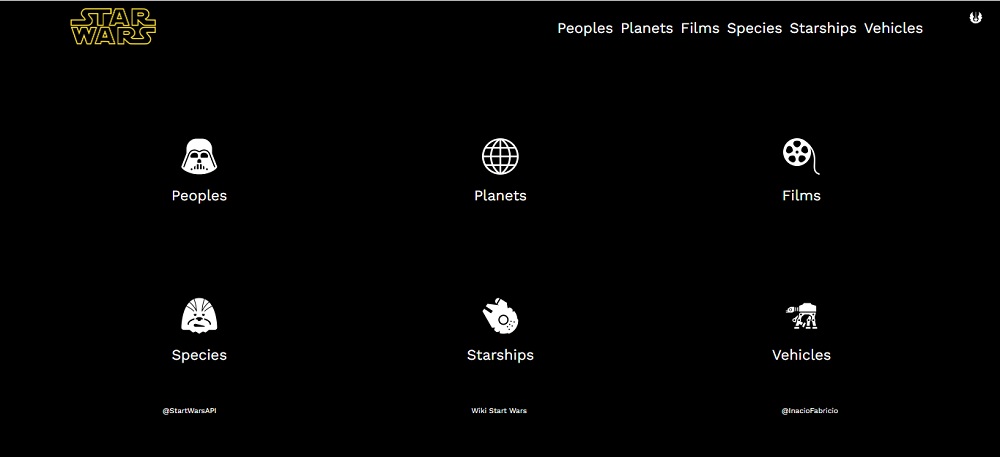 STAR
WARS
Peoples Planets Films Species Starships Vehicles
Peoples
Planets
Films
Species
Starships
Vehicles
@StartWarsAPI
Wiki Start Wars
@InacioFabricio